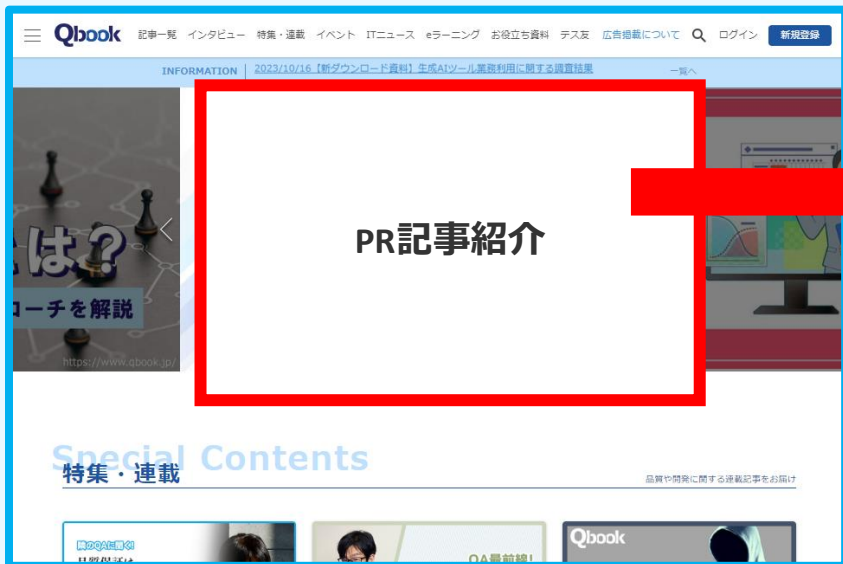 Qbook 記事一覧 インタビュー 特集・連載 イベント ITニュース eラーニング お役立ち資料 テス友 広告掲載について ログイン 新規登録
INFORMATION 2023/10/16【新ダウンロード資料】生成AIツール業務利用に関する調査結果 一覧へ
PR記事紹介
は?
ローチを解説
https://www.qbook.jp/
Special Contents
特集・連載
品質や開発に関する連載記事をお届け
Qbook
QA最前線!
品質保証は